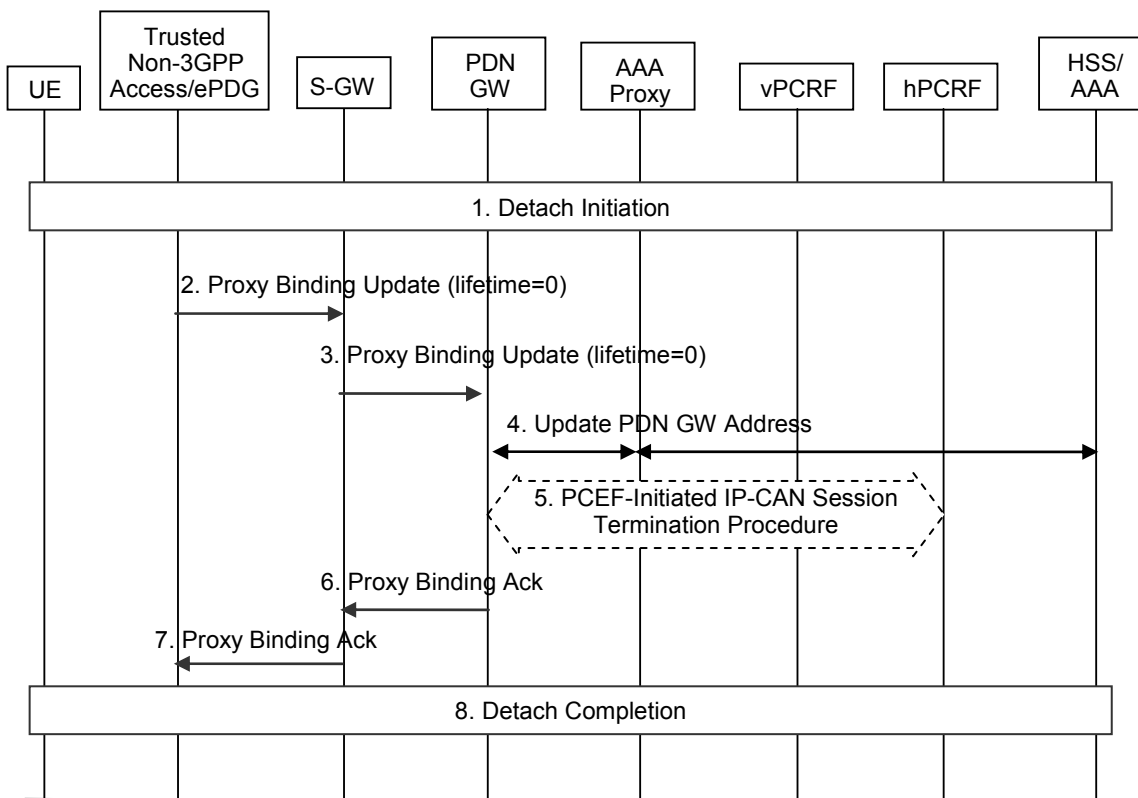 UE
Trusted
Non-3GPP
Access/ePDG
S-GW
PDN
GW
AAA
Proxy
vPCRF
hPCRF
HSS/
AAA
1. Detach Initiation
2. Proxy Binding Update (lifetime=0)
3. Proxy Binding Update (lifetime=0)
4. Update PDN GW Address
5. PCEF-Initiated IP-CAN Session
Termination Procedure
6. Proxy Binding Ack
7. Proxy Binding Ack
8. Detach Completion